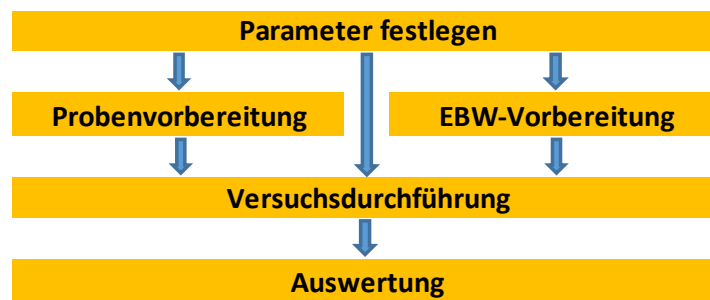 Parameter festlegen
Probenvorbereitung
EBW-Vorbereitung
Versuchsdurchführung
Auswertung